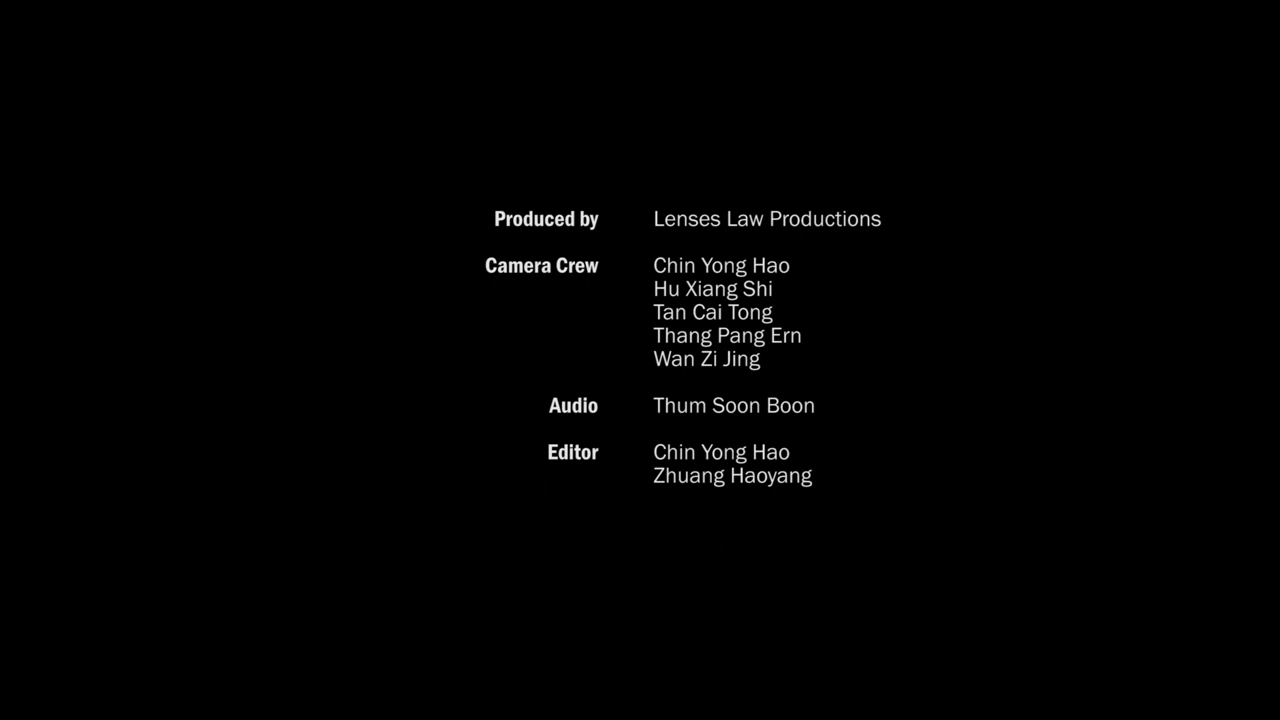 Produced by Lenses Law Productions
Camera Crew Chin Yong Hao
Hu Xiang Shi
Tan Cai Tong
Thang Pang Ern
Wan Zi Jing
Audio Thum Soon Boon
Editor Chin Yong Hao
Zhuang Haoyang